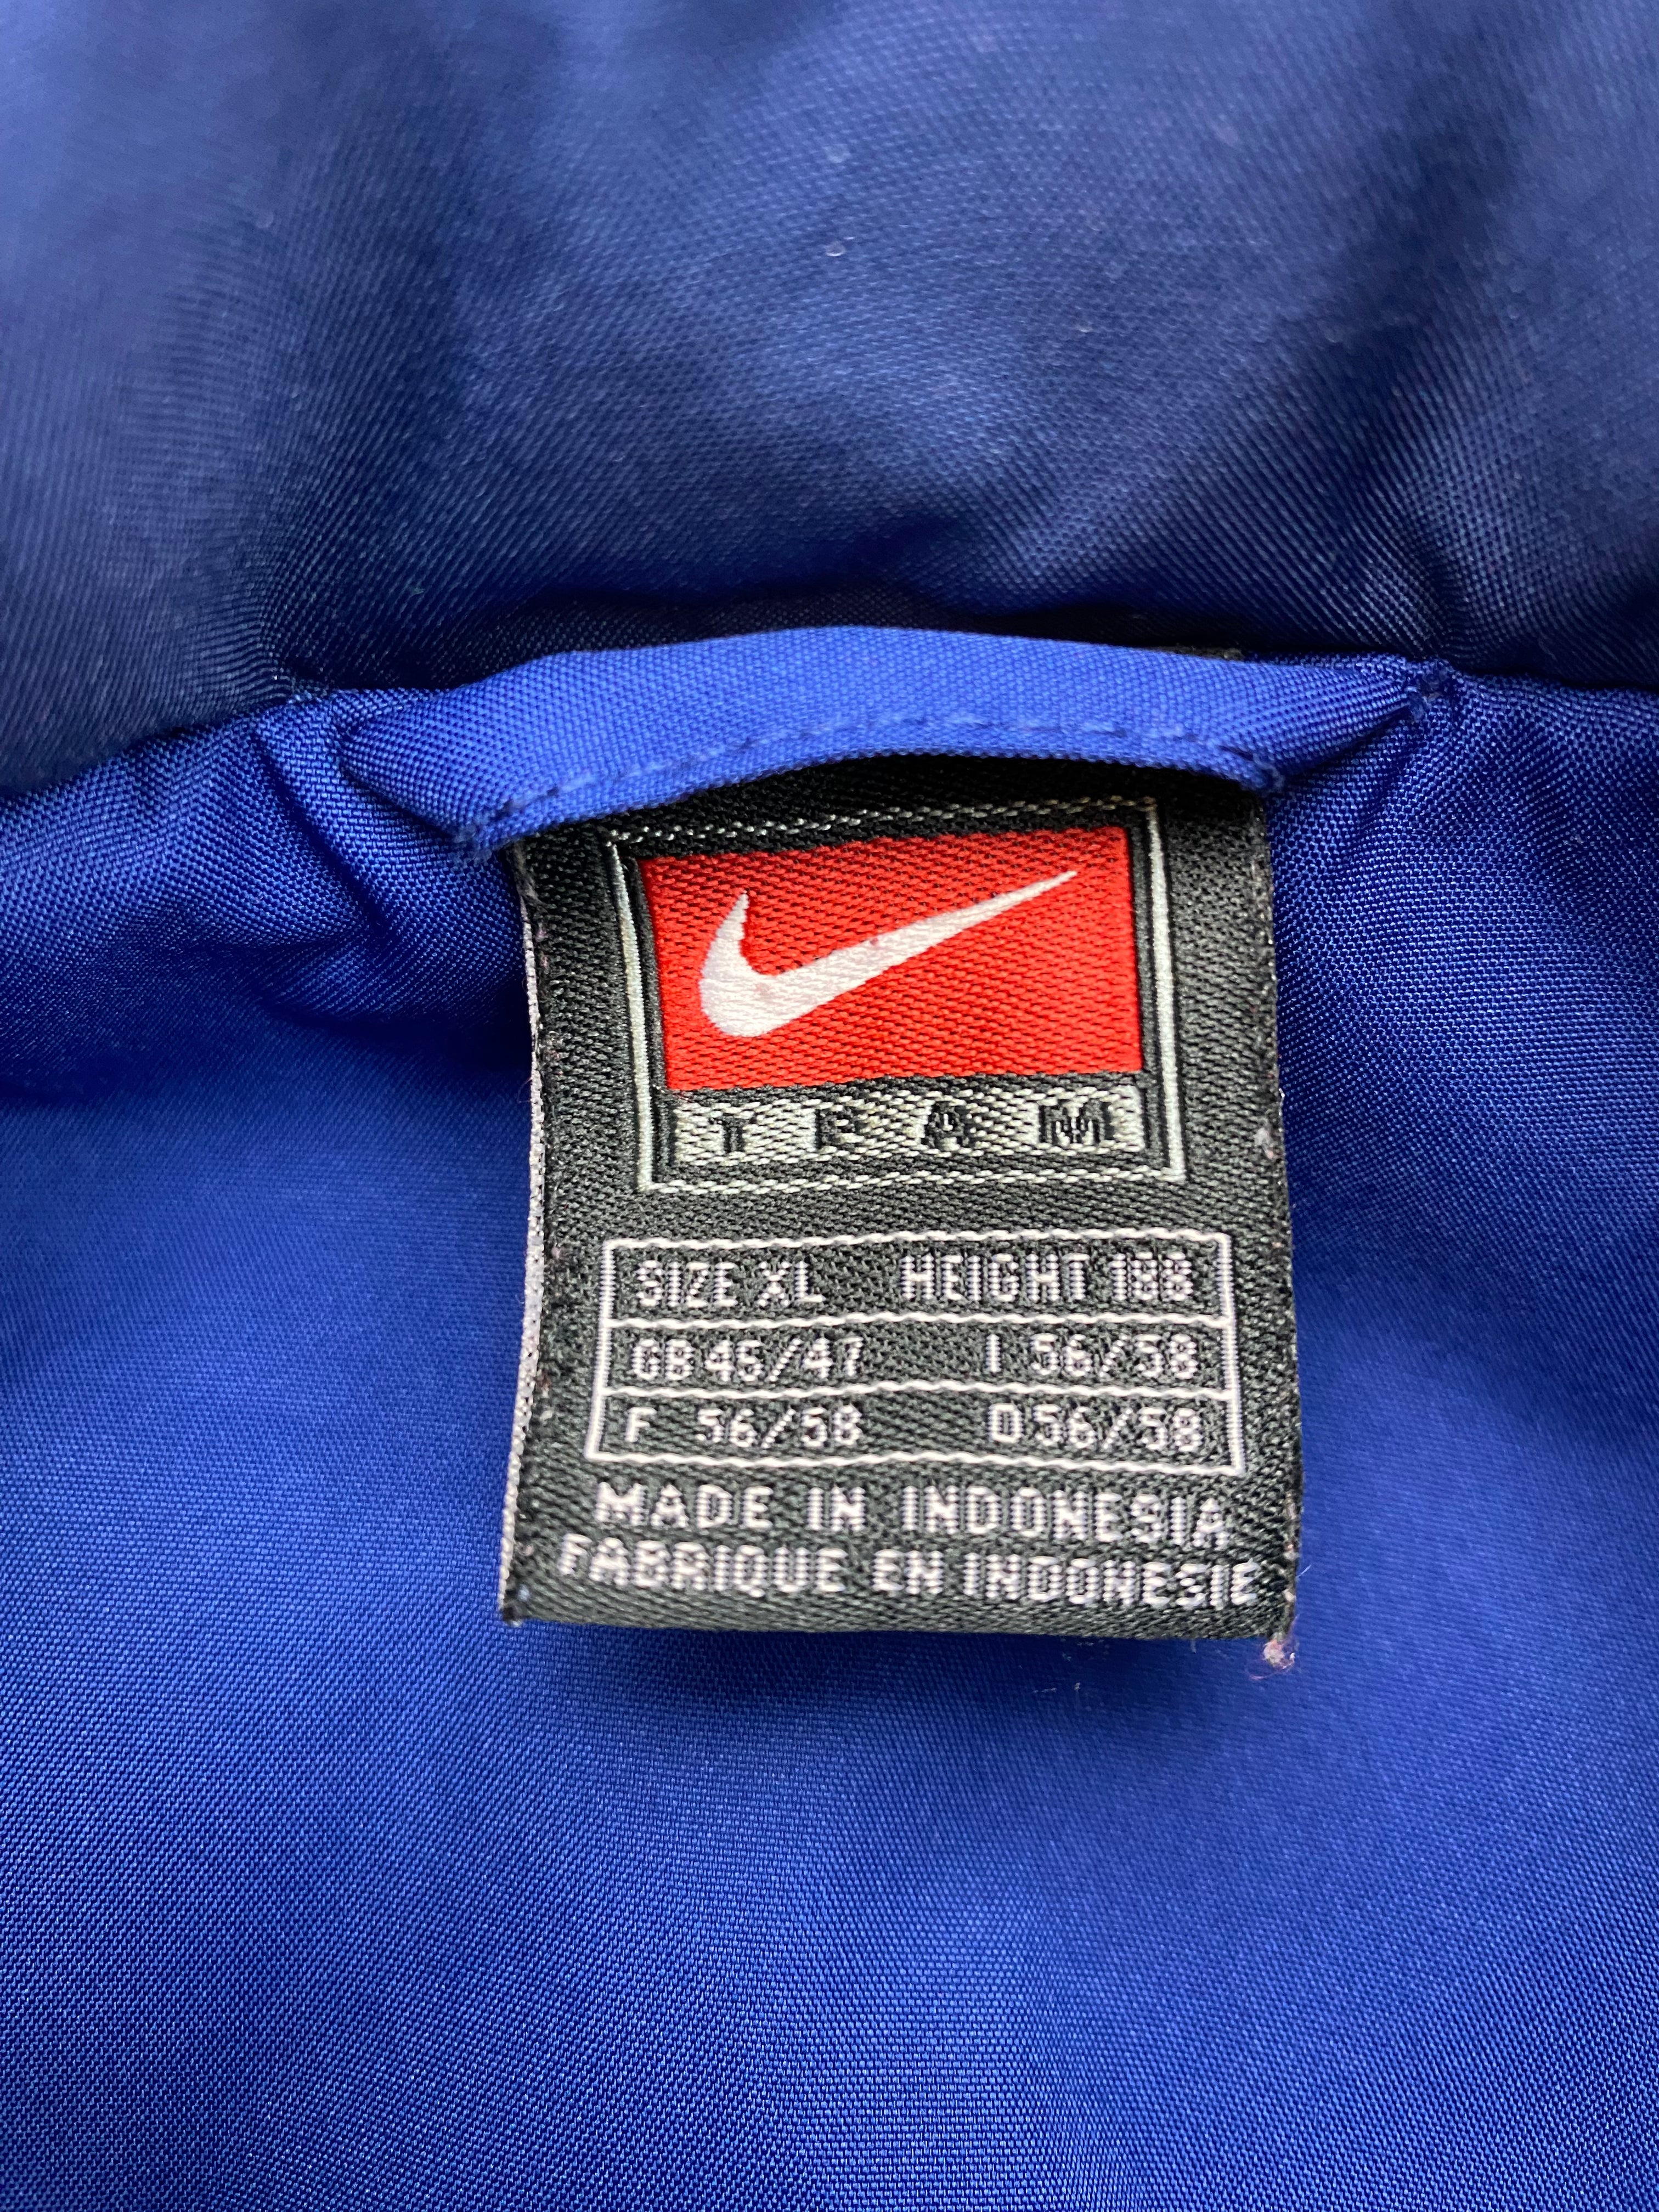 TEAM
SIZE XL HEIGHT 188
GB 45/47 I 56/58
F 56/58 D 56/58
MADE IN INDONESIA
FABRIQUE EN INDONESIE